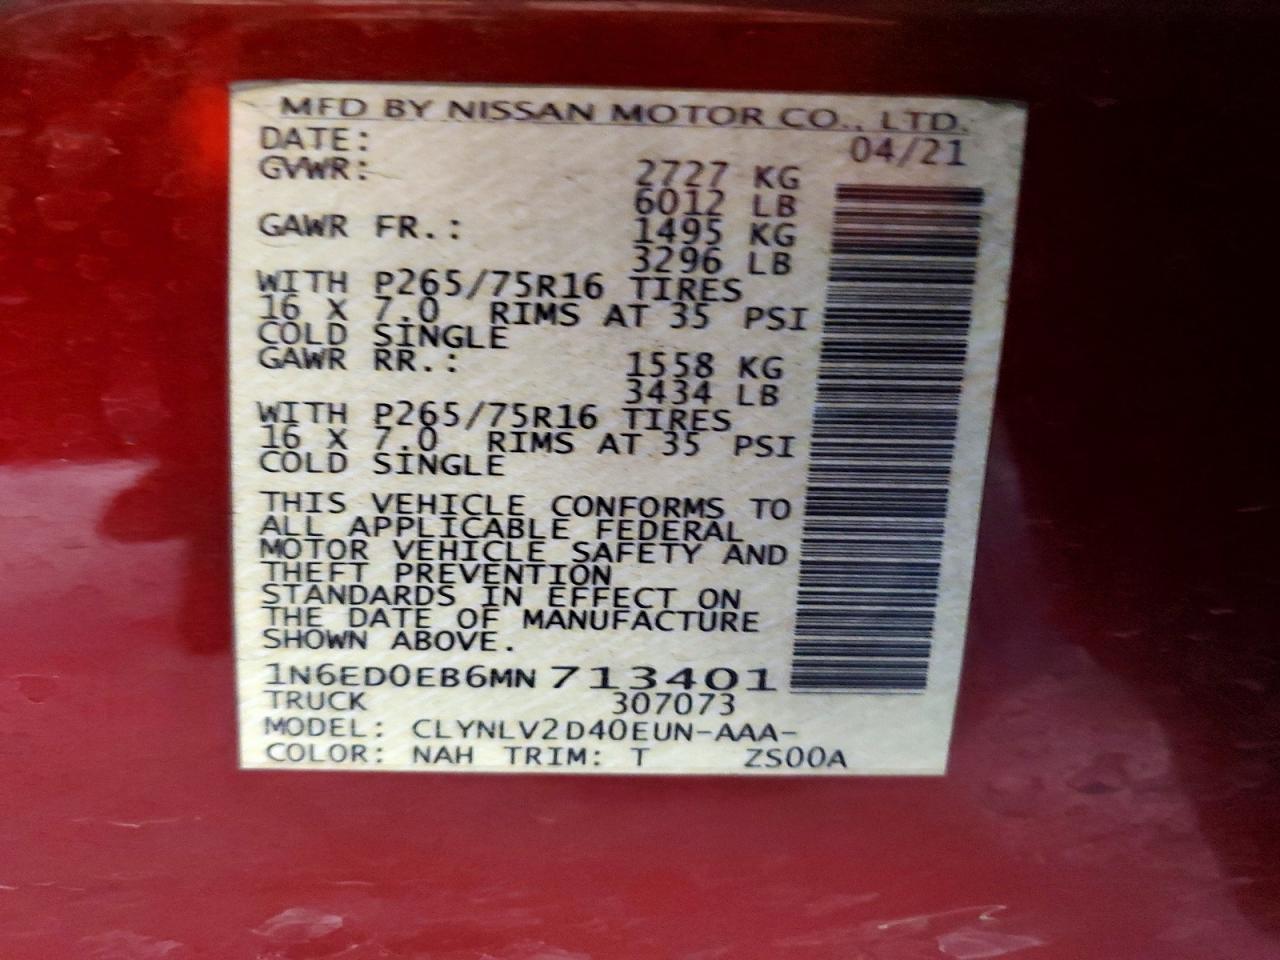 MFD BY NISSAN MOTOR CO., LTD.
DATE: 04/21
GVWR: 2727 KG
6012 LB
GAWR FR.: 1495 KG
3296 LB
WITH P265/75R16 TIRES
16 X 7.0 RIMS AT 35 PSI
COLD SINGLE
GAWR RR.: 1558 KG
3434 LB
WITH P265/75R16 TIRES
16 X 7.0 RIMS AT 35 PSI
COLD SINGLE
THIS VEHICLE CONFORMS TO
ALL APPLICABLE FEDERAL
MOTOR VEHICLE SAFETY AND
THEFT PREVENTION
STANDARDS IN EFFECT ON
THE DATE OF MANUFACTURE
SHOWN ABOVE.
1N6ED0EB6MN713401
TRUCK 307073
MODEL: CLYNLV2D40EUN-AAA-
COLOR: NAH TRIM: T ZS00A